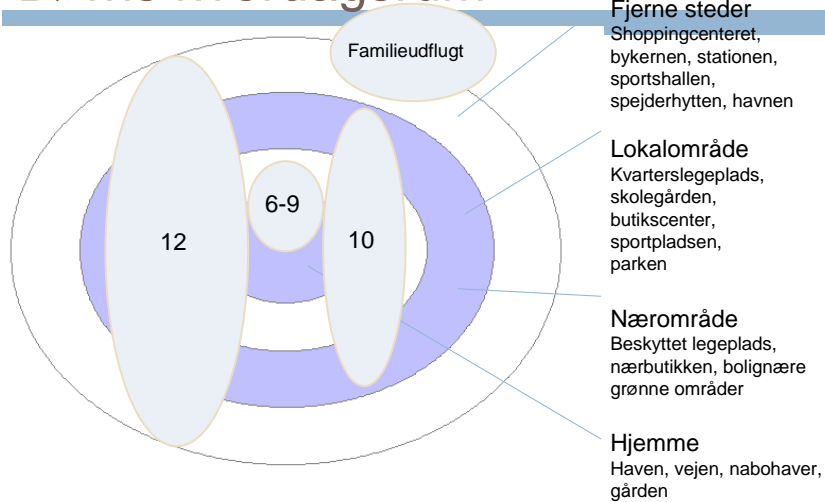 Fjerne steder
Shoppingcenteret,
bykernen, stationen,
sportshallen,
spejderhytten, havnen
Familieudflugt
Lokalområde
Kvarterslegeplads,
skolegården,
butikscenter,
sportpladsen,
parken
6-9
12
10
Nærområde
Beskyttet legeplads,
nærbutikken, bolignære
grønne områder
Hjemme
Haven, vejen, nabohaver,
gården